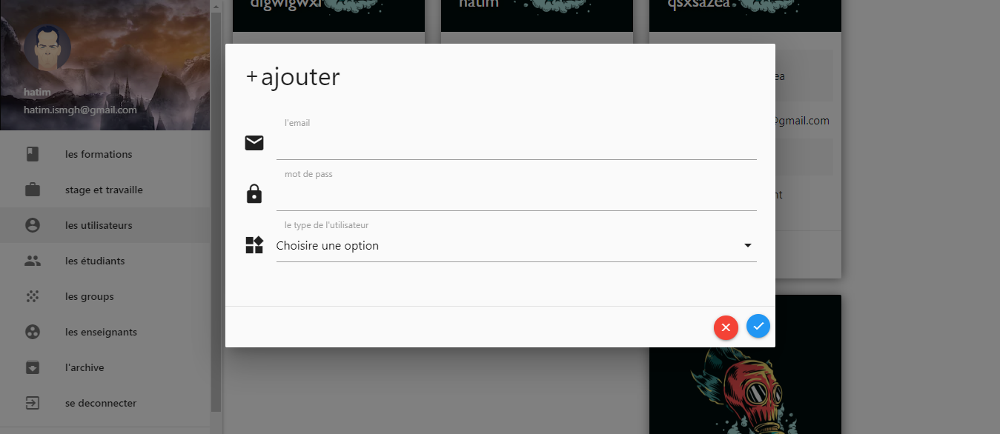 digwigwxi
hatim
qsxsazea
hatim
hatim.ismgh@gmail.com
les formations
stage et travaille
les utilisateurs
les étudiants
les groups
les enseignants
l'archive
se deconnecter
+ajouter
l'email
mot de pass
le type de l'utilisateur
Choisire une option
ea
@gmail.com
nt